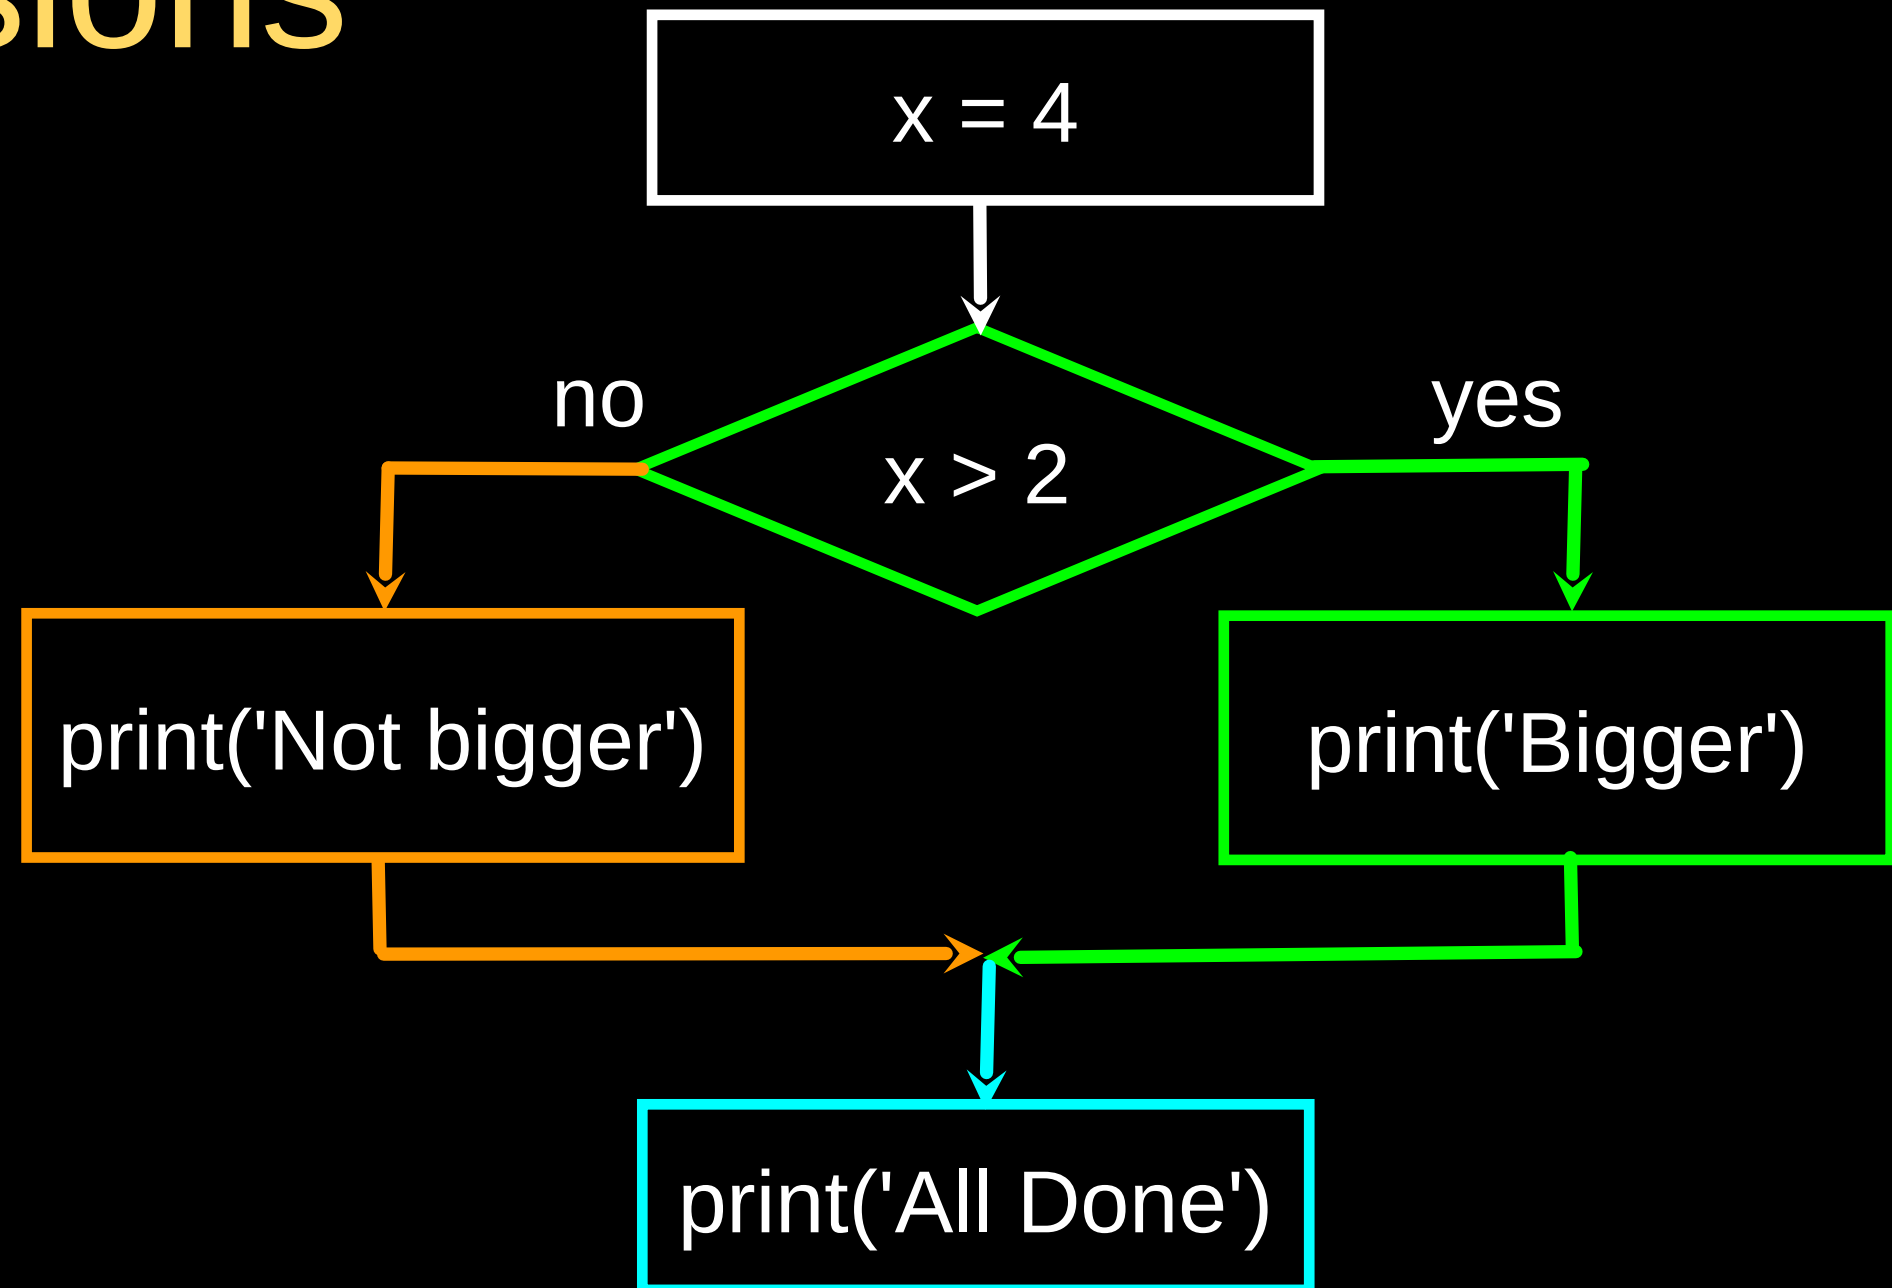 x = 4
no
yes
x > 2
print('Not bigger')
print('Bigger')
print('All Done')